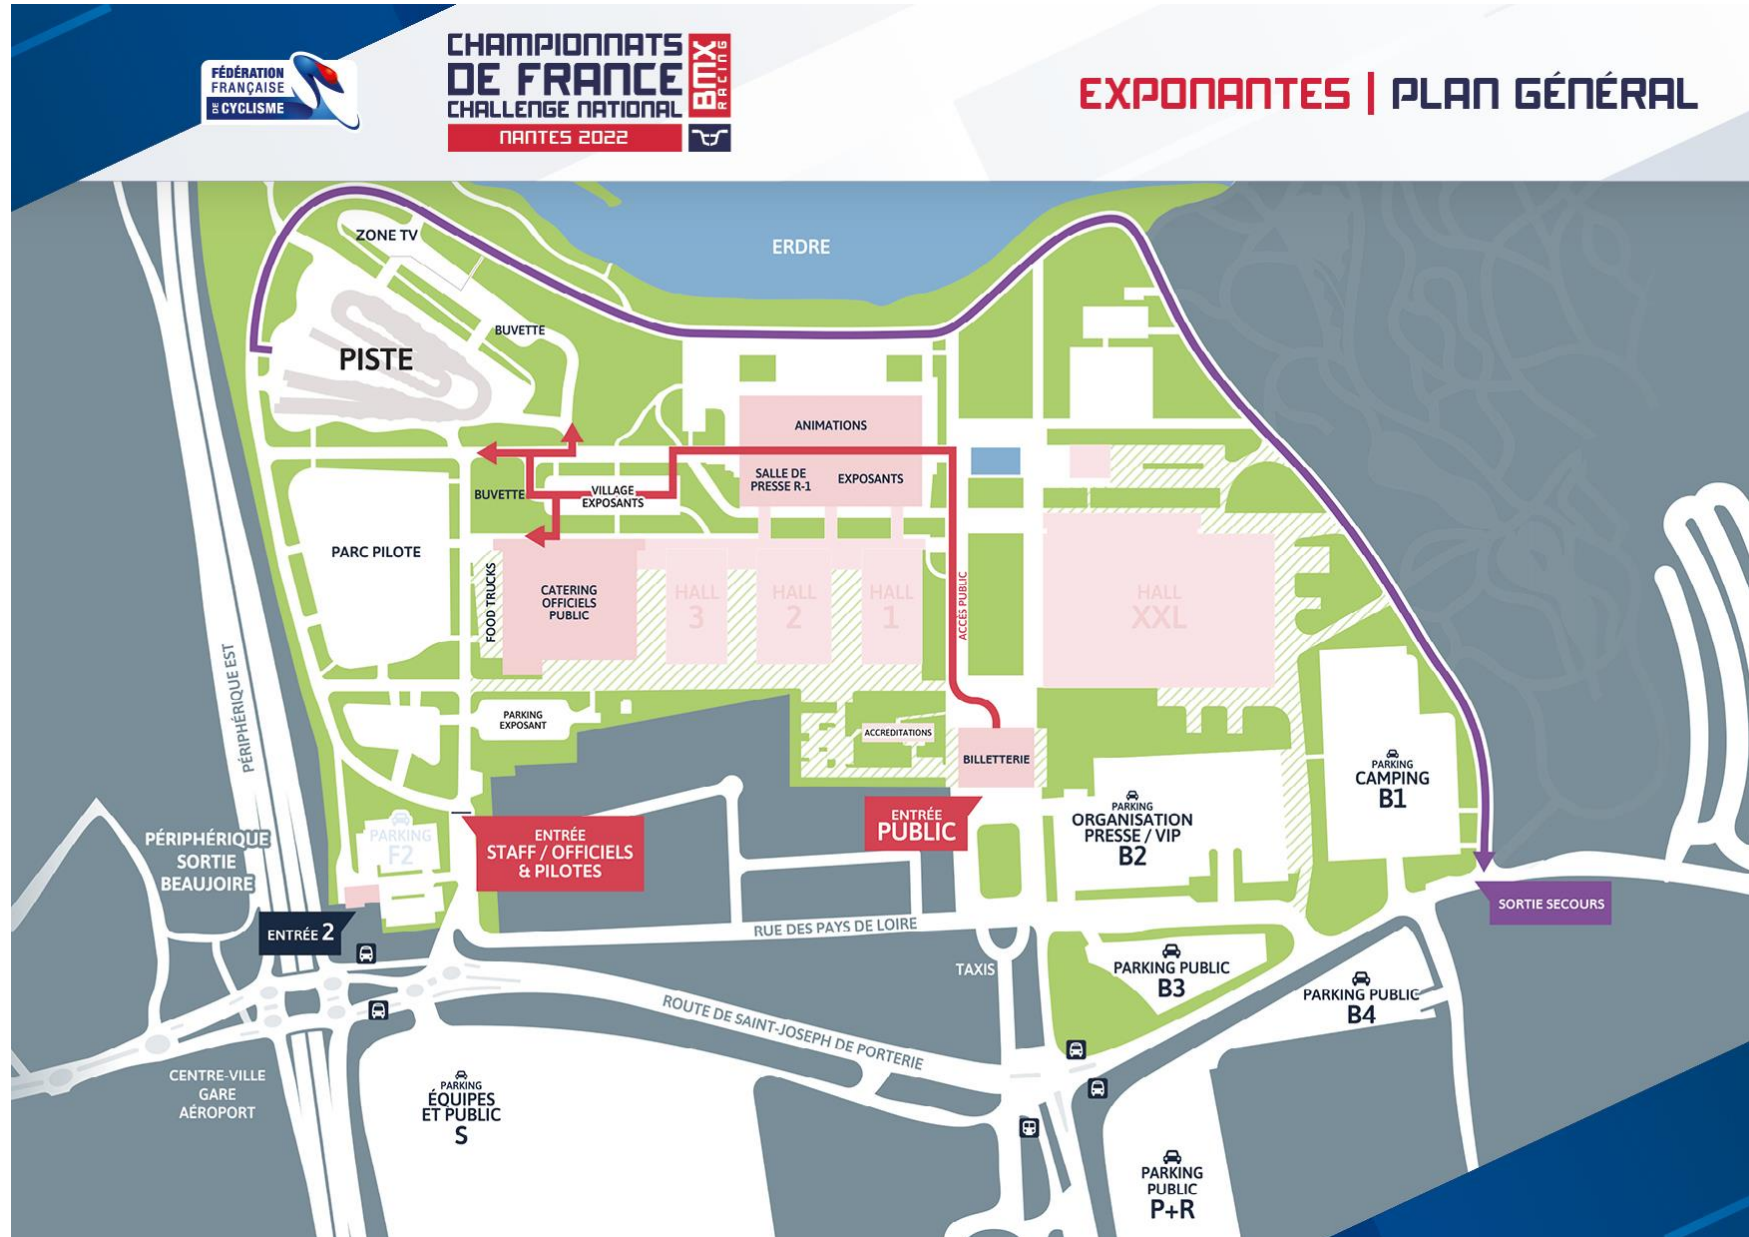 FÉDÉRATION
FRANÇAISE
DE CYCLISME
CHAMPIONNATS
DE FRANCE
CHALLENGE NATIONAL
NANTES 2022
BMX
RACING
EXPONANTES | PLAN GÉNÉRAL
ZONE TV
ERDRE
BUVETTE
PISTE
ANIMATIONS
SALLE DE
PRESSE R-1
EXPOSANTS
BUVETTE
VILLAGE
EXPOSANTS
PARC PILOTE
FOOD TRUCKS
CATERING
OFFICIELS
PUBLIC
HALL
3
HALL
2
HALL
1
ACCÈS PUBLIC
HALL
XXL
PÉRIPHÉRIQUE EST
PARKING
EXPOSANT
ACCREDITATIONS
BILLETTERIE
PARKING
CAMPING
B1
PARKING
F2
ENTRÉE
STAFF / OFFICIELS
& PILOTES
ENTRÉE
PUBLIC
PARKING
ORGANISATION
PRESSE / VIP
B2
PÉRIPHÉRIQUE
SORTIE
BEAUJOIRE
SORTIE SECOURS
ENTRÉE 2
RUE DES PAYS DE LOIRE
TAXIS
PARKING PUBLIC
B3
PARKING PUBLIC
B4
ROUTE DE SAINT-JOSEPH DE PORTERIE
CENTRE-VILLE
GARE
AÉROPORT
PARKING
ÉQUIPES
ET PUBLIC
S
PARKING
PUBLIC
P+R